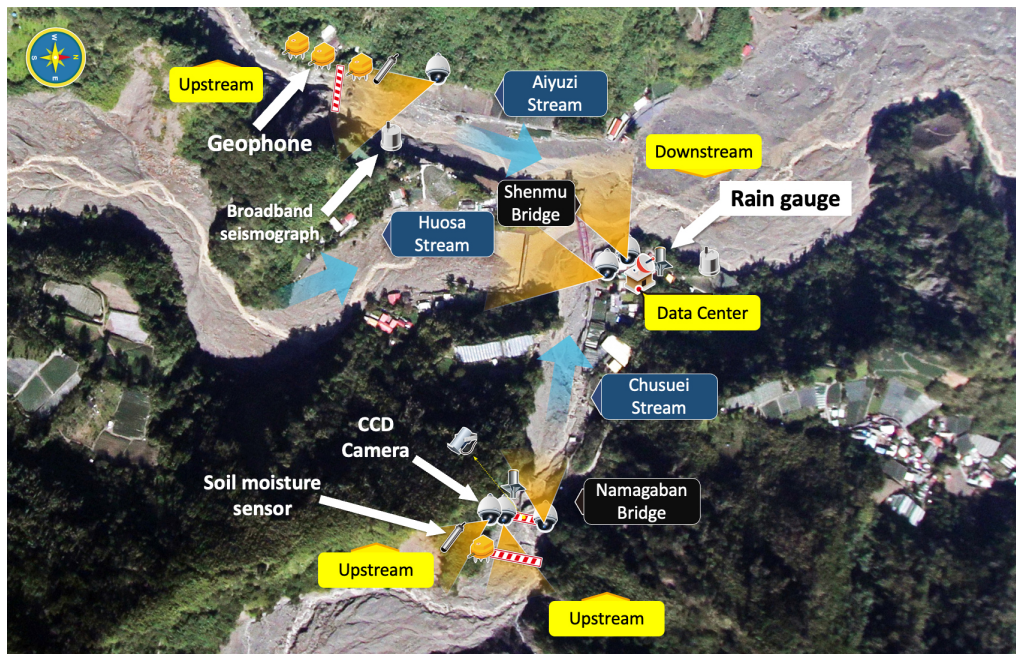 W
S
N
E
Upstream
Geophone
Broadband
seismograph
Aiyuzi
Stream
Downstream
Shenmu
Bridge
Rain gauge
Huosa
Stream
Data Center
Chusuei
Stream
CCD
Camera
Soil moisture
sensor
Namagaban
Bridge
Upstream
Upstream